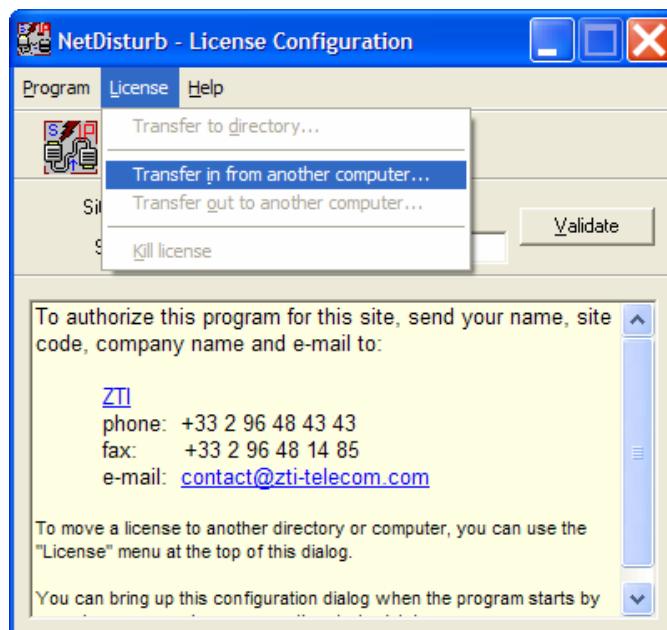 NetDisturb - License Configuration
Program License Help
Transfer to directory...
Transfer in from another computer...
Transfer out to another computer...
Kill license
Si
S
Validate
To authorize this program for this site, send your name, site
code, company name and e-mail to:
ZTI
phone: +33 2 96 48 43 43
fax: +33 2 96 48 14 85
e-mail: contact@zti-telecom.com
To move a license to another directory or computer, you can use the
"License" menu at the top of this dialog.
You can bring up this configuration dialog when the program starts by